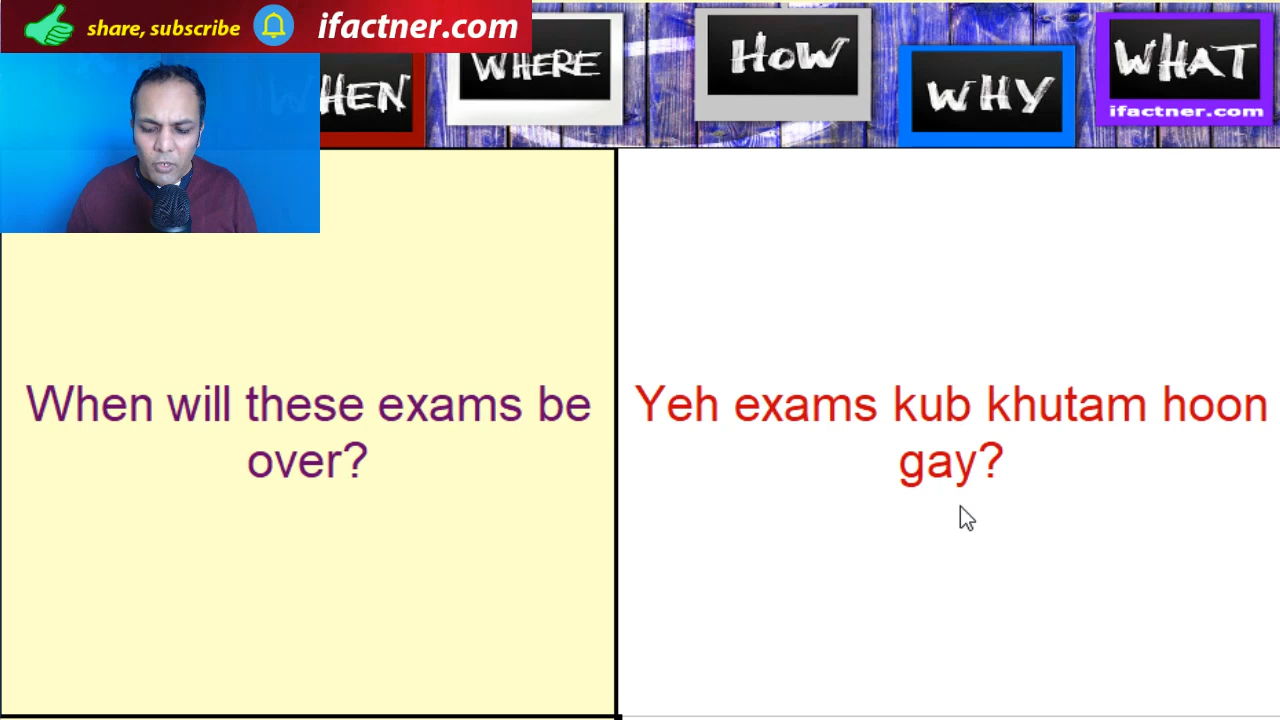 share, subscribe ifactner.com
WHEN WHERE HOW WHY WHAT
ifactner.com
When will these exams be
over?
Yeh exams kub khutam hoon
gay?